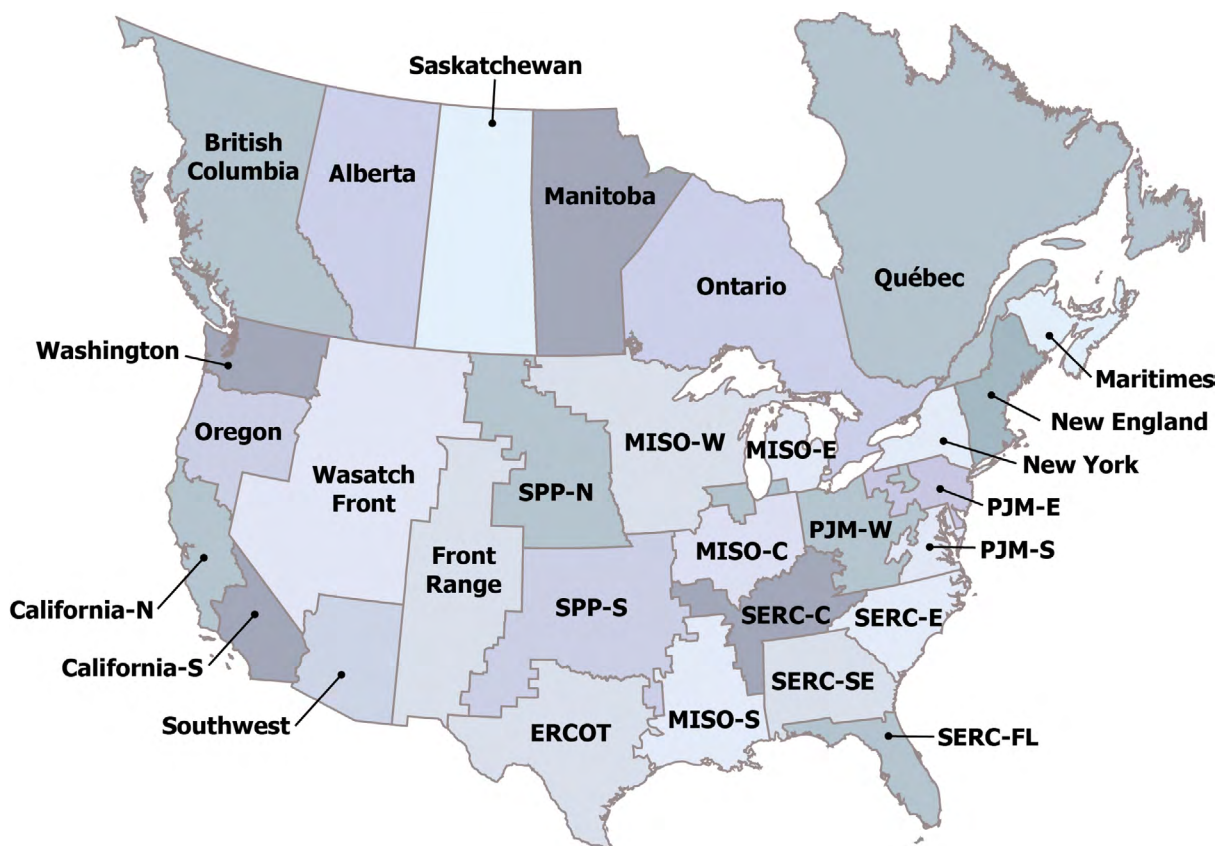 Saskatchewan
British
Columbia
Alberta
Manitoba
Ontario
Québec
Washington
Maritimes
New England
Oregon
MISO-W
MISO-E
New York
Wasatch
Front
SPP-N
PJM-E
PJM-W
PJM-S
MISO-C
Front
Range
California-N
SPP-S
SERC-C
SERC-E
California-S
SERC-SE
Southwest
MISO-S
ERCOT
SERC-FL